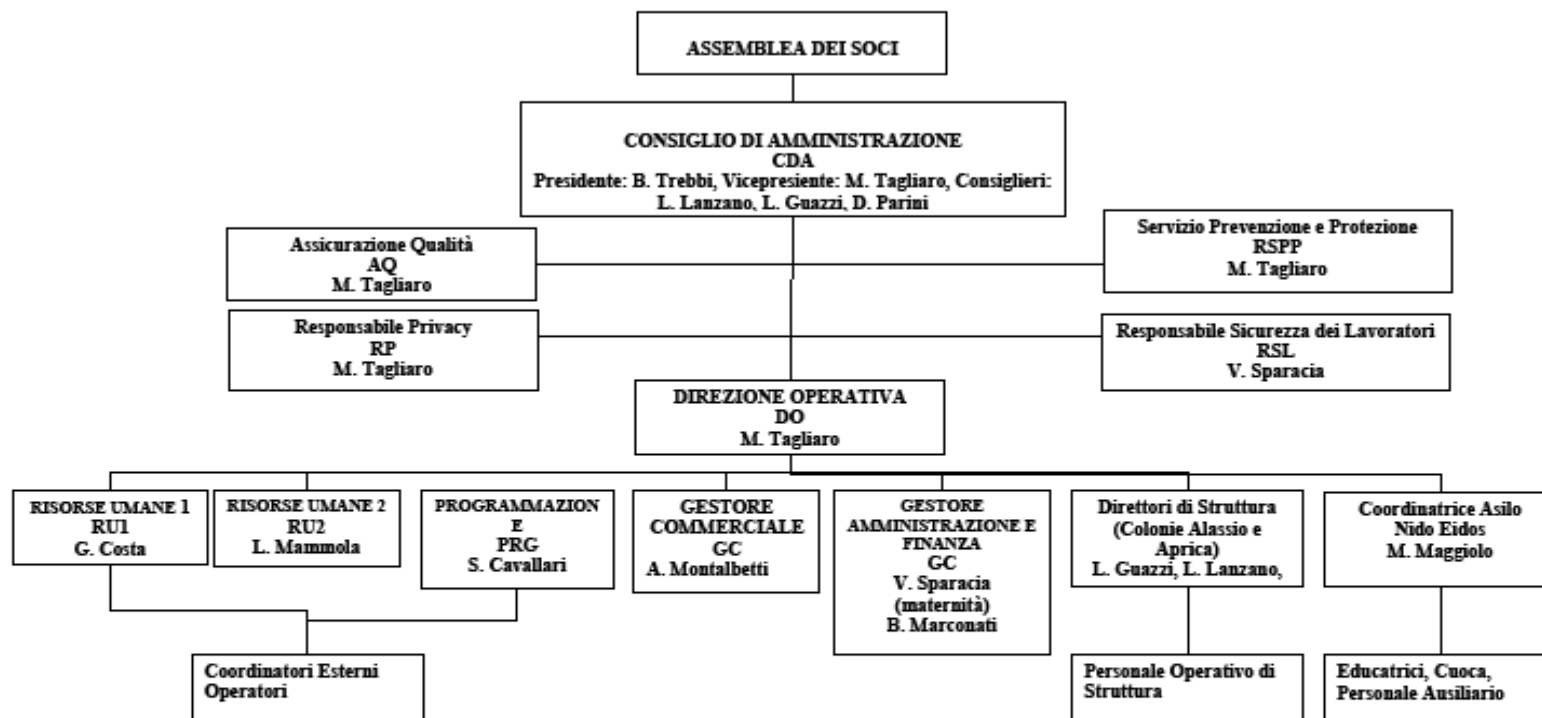 ASSEMBLEA DEI SOCI
CONSIGLIO DI AMMINISTRAZIONE
CDA
Presidente: B. Trebbi, Vicepresiente: M. Tagliaro, Consiglieri:
L. Lanzano, L. Guazzi, D. Parini
Assicurazione Qualità
AQ
M. Tagliaro
Servizio Prevenzione e Protezione
RSPP
M. Tagliaro
Responsabile Privacy
RP
M. Tagliaro
Responsabile Sicurezza dei Lavoratori
RSL
V. Sparacia
DIREZIONE OPERATIVA
DO
M. Tagliaro
RISORSE UMANE 1
RU1
G. Costa
RISORSE UMANE 2
RU2
L. Mammola
PROGRAMMAZION
E
PRG
S. Cavallari
GESTORE
COMMERCIALE
GC
A. Montalbetti
GESTORE
AMMINISTRAZIONE E
FINANZA
GC
V. Sparacia
(maternità)
B. Marconati
Direttori di Struttura
(Colonie Alassio e
Aprica)
L. Guazzi, L. Lanzano,
Coordinatrice Asilo
Nido Eidos
M. Maggiolo
Coordinatori Esterni
Operatori
Personale Operativo di
Struttura
Educatrici, Cuoca,
Personale Ausiliario